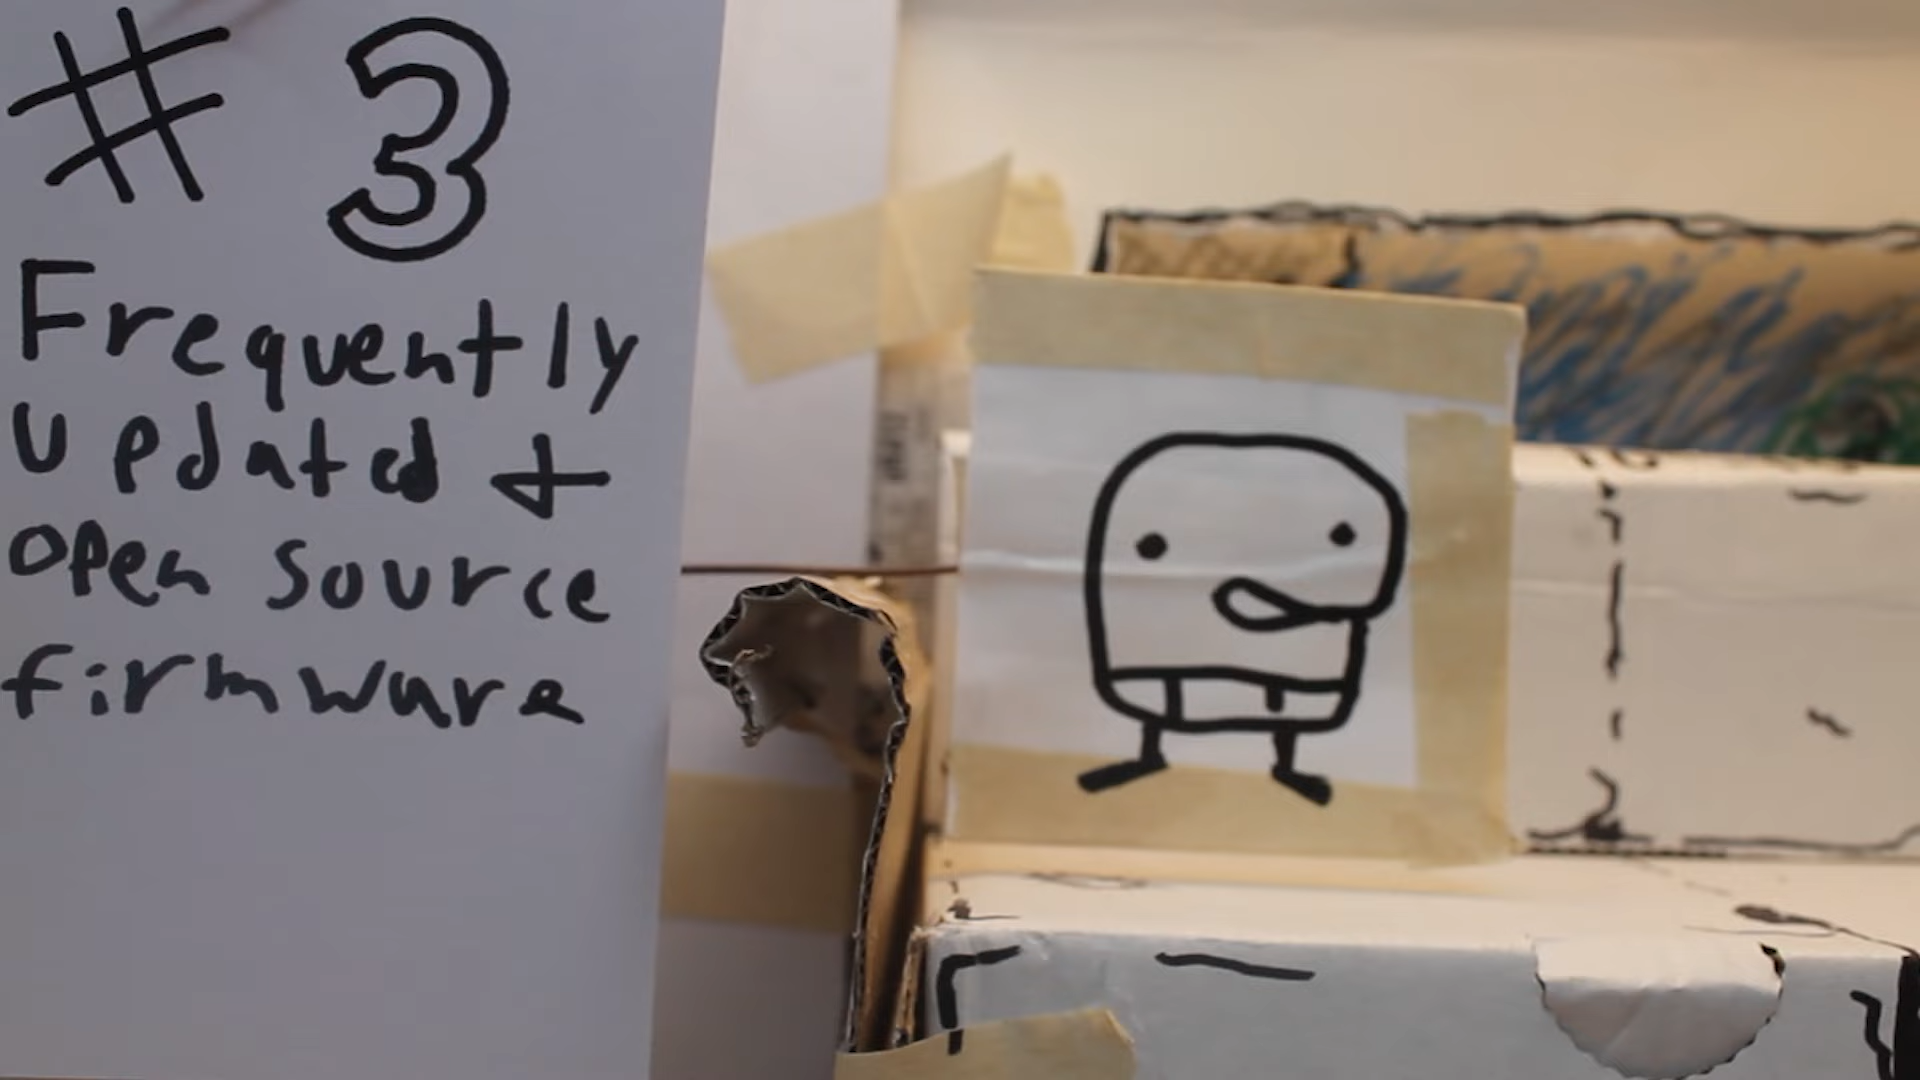 # 3
Frequently
updated +
open source
firmware